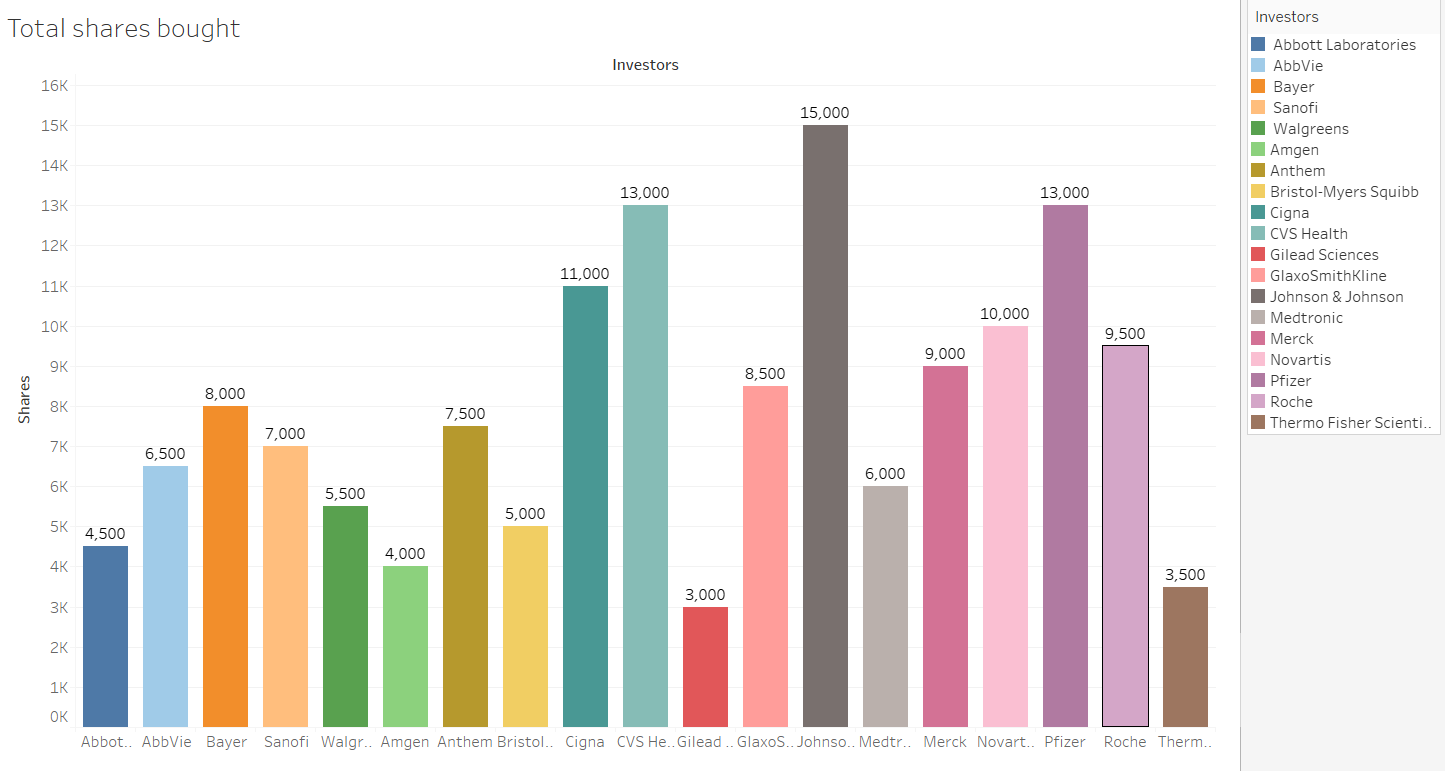 Total shares bought
Investors
16K
15K
14K
13K
12K
11K
10K
9K
8K
7K
6K
5K
4K
3K
2K
1K
0K
Shares
4,500
6,500
8,000
7,000
5,500
4,000
7,500
5,000
11,000
13,000
3,000
8,500
15,000
6,000
9,000
10,000
13,000
9,500
3,500
Abbot.. AbbVie Bayer Sanofi Walgr.. Amgen Anthem Bristol.. Cigna CVS He.. Gilead .. GlaxoS.. Johnso.. Medtr.. Merck Novart.. Pfizer Roche Therm..
Investors
Abbott Laboratories
AbbVie
Bayer
Sanofi
Walgreens
Amgen
Anthem
Bristol-Myers Squibb
Cigna
CVS Health
Gilead Sciences
GlaxoSmithKline
Johnson & Johnson
Medtronic
Merck
Novartis
Pfizer
Roche
Thermo Fisher Scienti..